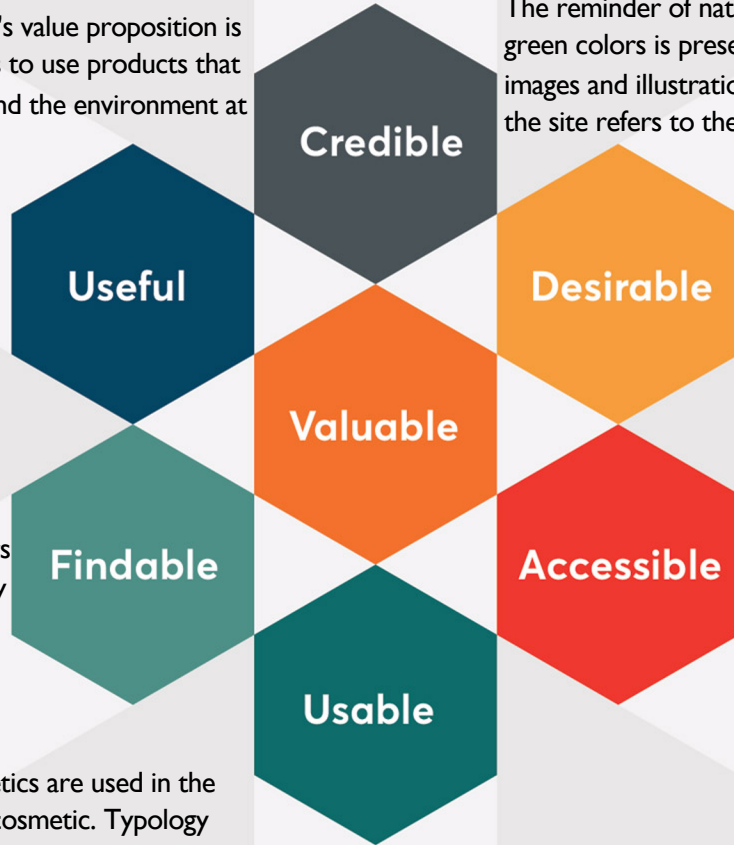 's value proposition is
to use products that
nd the environment at
The reminder of nat
green colors is prese
images and illustratio
the site refers to the
Credible
Useful
Desirable
Valuable
Findable
Accessible
Usable
etics are used in the
cosmetic. Typology